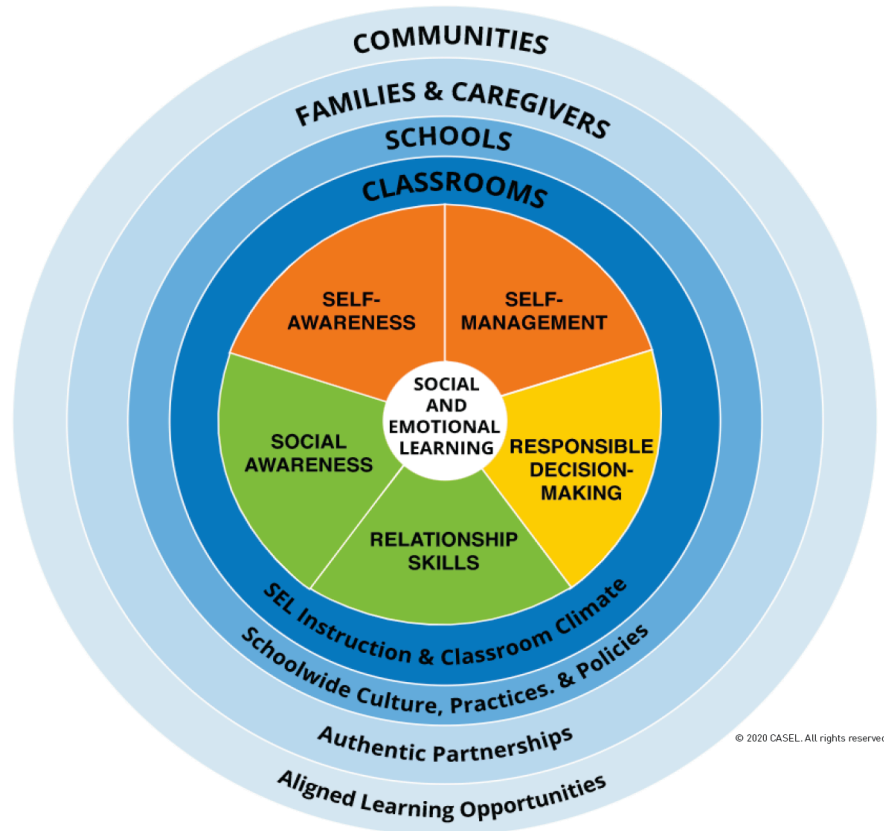 COMMUNITIES
FAMILIES & CAREGIVERS
SCHOOLS
CLASSROOMS
SELF-
AWARENESS
SELF-
MANAGEMENT
SOCIAL
AND
EMOTIONAL
LEARNING
SOCIAL
AWARENESS
RESPONSIBLE
DECISION-
MAKING
RELATIONSHIP
SKILLS
SEL Instruction & Classroom Climate
Schoolwide Culture, Practices. & Policies
Authentic Partnerships
Aligned Learning Opportunities
© 2020 CASEL. All rights reserved